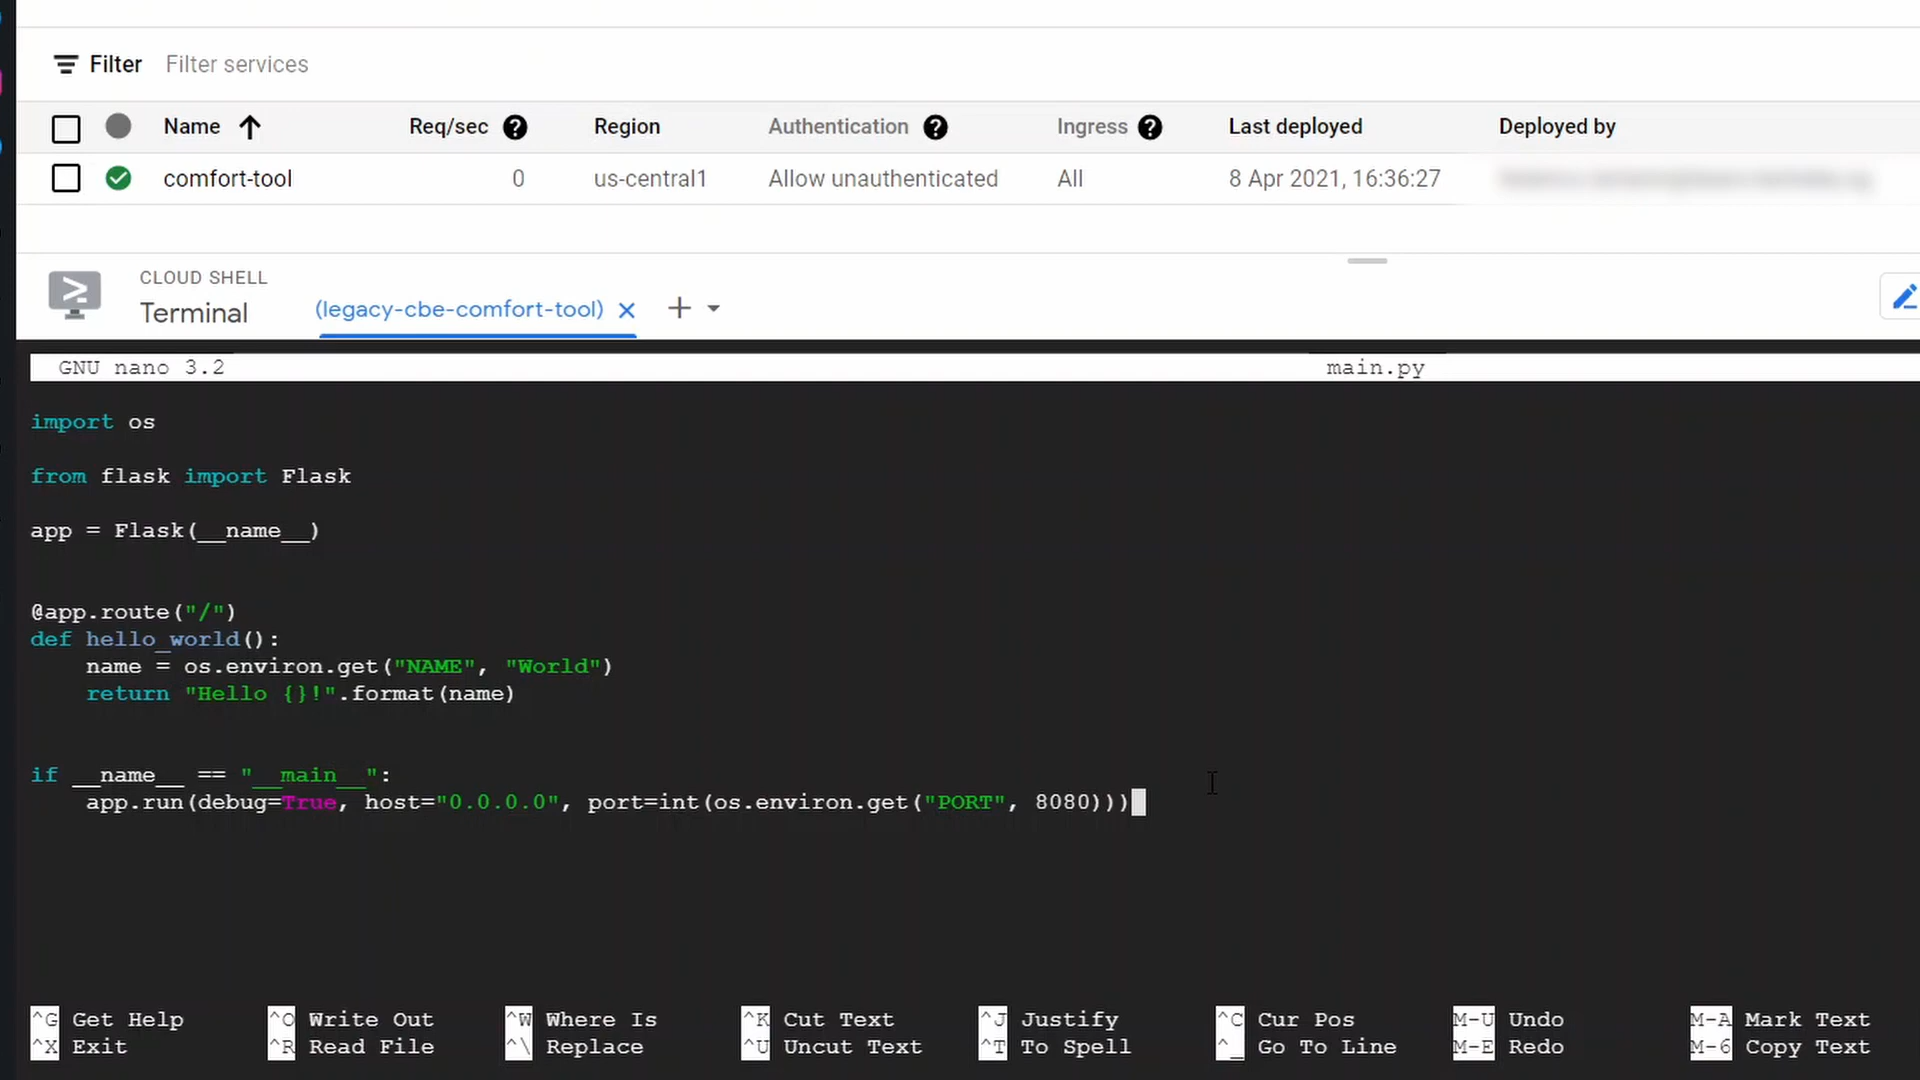 Filter Filter services
Name Req/sec ? Region Authentication ? Ingress ? Last deployed Deployed by
comfort-tool 0 us-central1 Allow unauthenticated All 8 Apr 2021, 16:36:27
CLOUD SHELL
Terminal (legacy-cbe-comfort-tool)
GNU nano 3.2 main.py
import os
from flask import Flask
app = Flask(__name__)
@app.route("/")
def hello_world():
    name = os.environ.get("NAME", "World")
    return "Hello {}!".format(name)
if __name__ == "__main__":
    app.run(debug=True, host="0.0.0.0", port=int(os.environ.get("PORT", 8080)))
^G Get Help ^O Write Out ^W Where Is ^K Cut Text ^J Justify ^C Cur Pos M-U Undo M-A Mark Text
^X Exit ^R Read File ^\ Replace ^U Uncut Text ^T To Spell ^_ Go To Line M-E Redo M-6 Copy Text